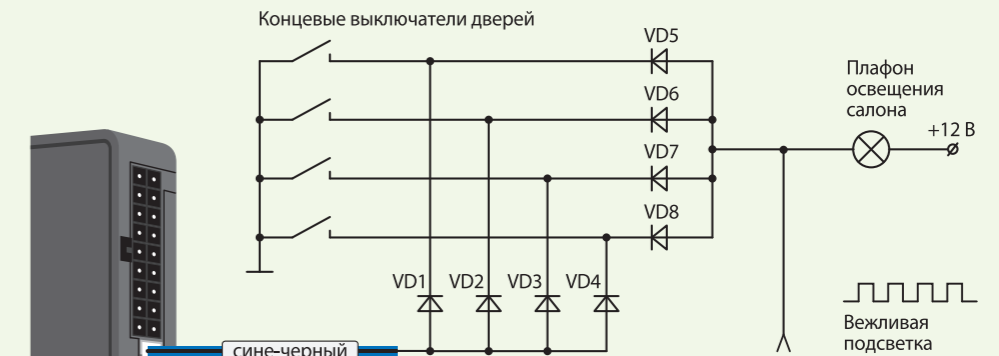 Концевые выключатели дверей
VD5
VD6
VD7
VD8
Плафон
освещения
салона
+12 В
VD1 VD2 VD3 VD4
сине-черный
Вежливая
подсветка